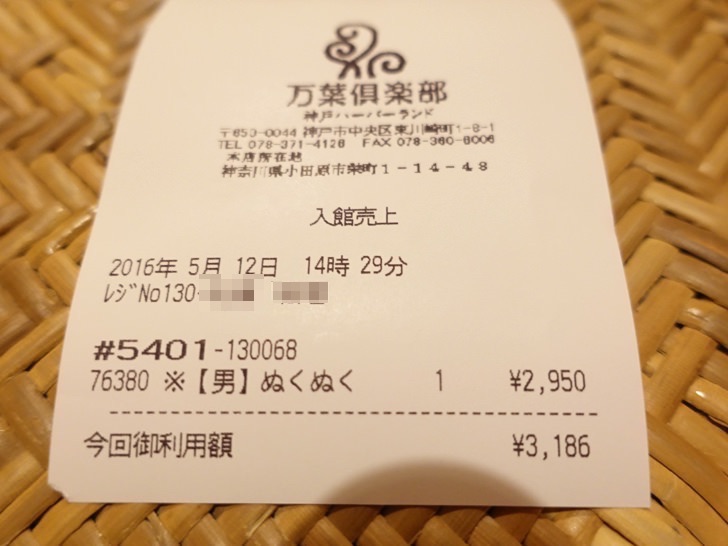 万葉倶楽部
神戸ハーバーランド
〒650-0044 神戸市中央区東川崎町1-8-1
TEL 078-371-4126 FAX 078-360-6006
本店所在地
神奈川県小田原市栄町1-14-48
入館売上
2016年 5月 12日 14時 29分
ﾚｼﾞNo130-
#5401-130068
76380 ※【男】ぬくぬく 1 ¥2,950
今回御利用額 ¥3,186